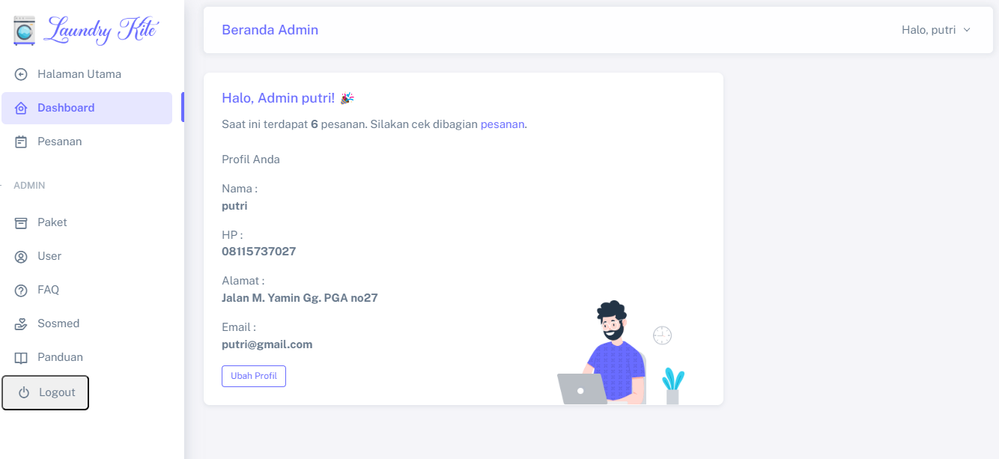 Laundry Kite
Halaman Utama
Dashboard
Pesanan
ADMIN
Paket
User
FAQ
Sosmed
Panduan
Logout
Beranda Admin
Halo, putri
Halo, Admin putri! 🎉
Saat ini terdapat 6 pesanan. Silakan cek dibagian pesanan.
Profil Anda
Nama :
putri
HP :
08115737027
Alamat :
Jalan M. Yamin Gg. PGA no27
Email :
putri@gmail.com
Ubah Profil